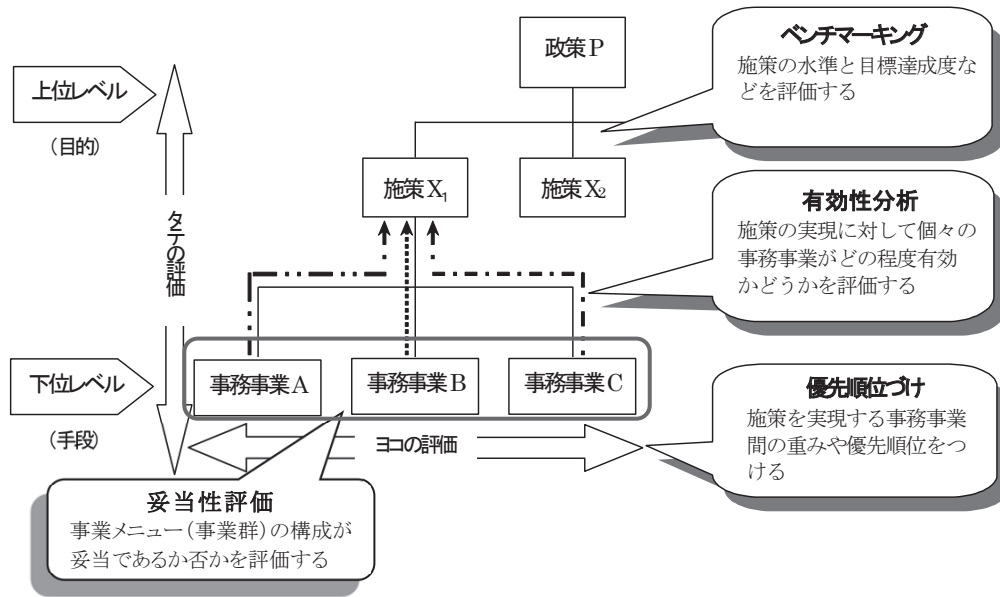 政策P
ベンチマーキング
施策の水準と目標達成度な
どを評価する
上位レベル
（目的）
施策X1
施策X2
有効性分析
施策の実現に対して個々の
事務事業がどの程度有効
かどうかを評価する
タテの評価
下位レベル
（手段）
事務事業A
事務事業B
事務事業C
優先順位づけ
施策を実現する事務事業
間の重みや優先順位をつ
ける
ヨコの評価
妥当性評価
事業メニュー（事業群）の構成が
妥当であるか否かを評価する